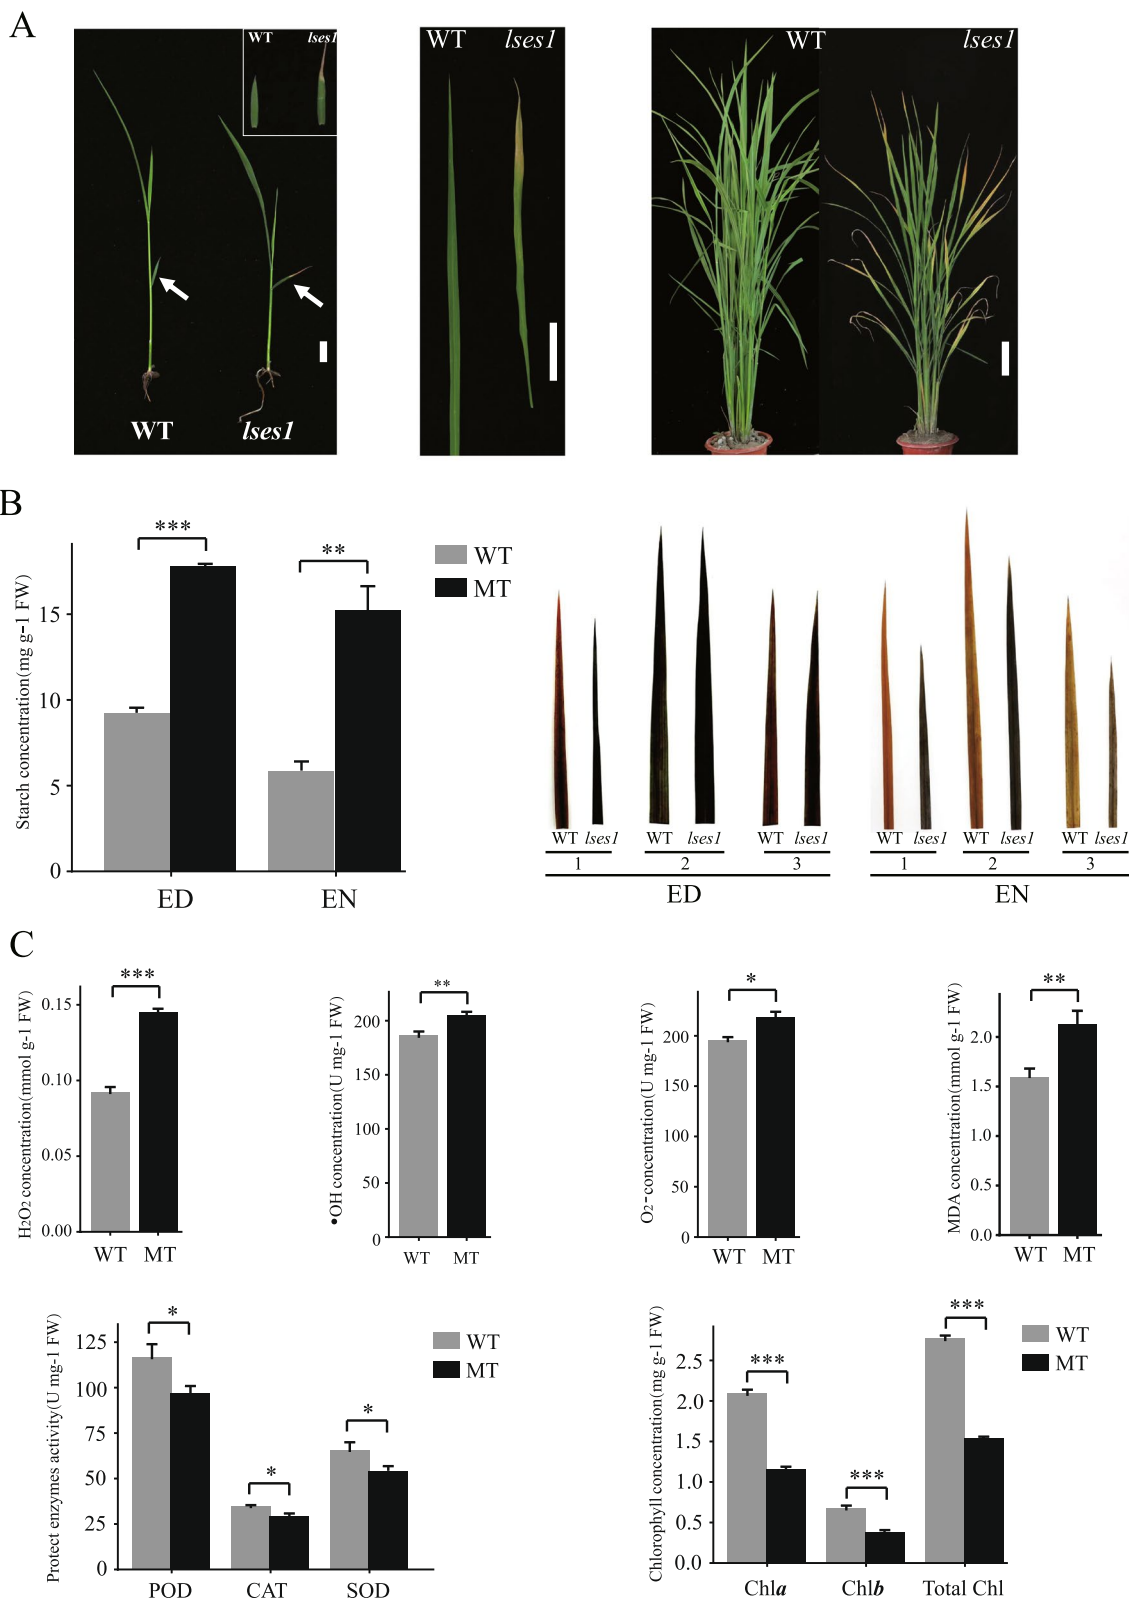 A
WT lses1
WT lses1
WT lses1
WT lses1
B
Starch concentration(mg g-1 FW)
15
10
5
0
*** **
ED EN
WT
MT
WT lses1 WT lses1 WT lses1
1 2 3
ED
WT lses1 WT lses1 WT lses1
1 2 3
EN
C
H2O2 concentration(mmol g-1 FW)
0.15
0.10
0.05
0.00
***
WT MT
•OH concentration(U mg-1 FW)
200
150
100
50
0
**
WT MT
O2-concentration(U mg-1 FW)
200
150
100
50
0
*
WT MT
MDA concentration(mmol g-1 FW)
2.0
1.5
1.0
0.5
0.0
**
WT MT
Protect enzymes activity(U mg-1 FW)
125
100
75
50
25
0
* * *
POD CAT SOD
WT
MT
Chlorophyll concentration(mg g-1 FW)
2.5
2.0
1.5
1.0
0.5
0.0
*** *** ***
Chla Chlb Total Chl
WT
MT